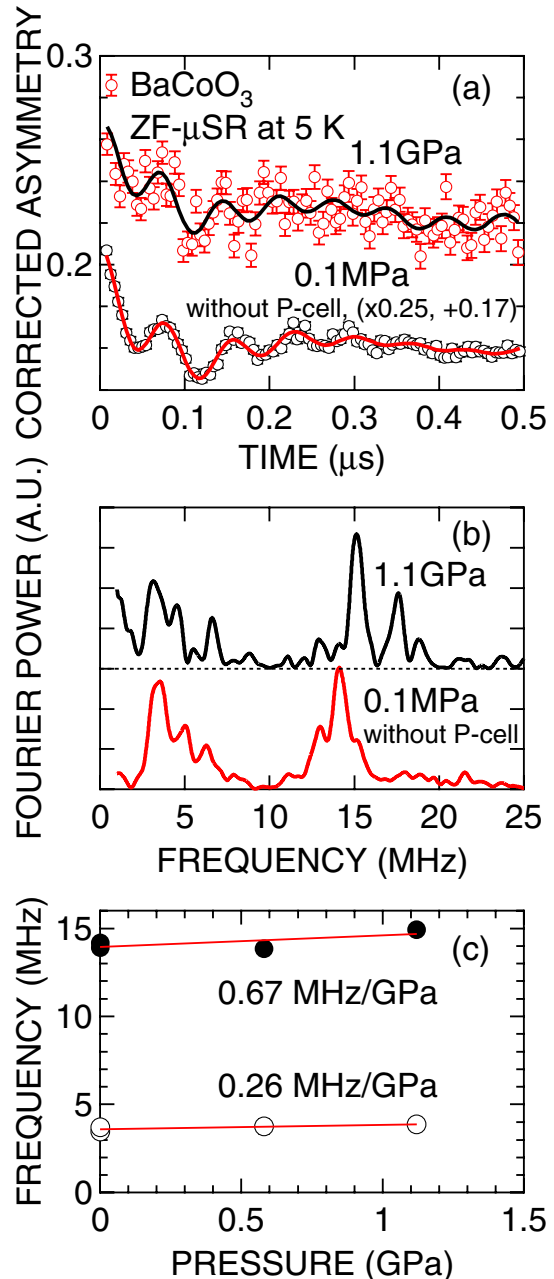 CORRECTED ASYMMETRY
0.3
0.2
(a)
BaCoO₃
ZF-μSR at 5 K
1.1GPa
0.1MPa
without P-cell, (x0.25, +0.17)
0 0.1 0.2 0.3 0.4 0.5
TIME (μs)
FOURIER POWER (A.U.)
(b)
1.1GPa
0.1MPa
without P-cell
0 5 10 15 20 25
FREQUENCY (MHz)
FREQUENCY (MHz)
15
10
5
0
(c)
0.67 MHz/GPa
0.26 MHz/GPa
0 0.5 1.0 1.5
PRESSURE (GPa)